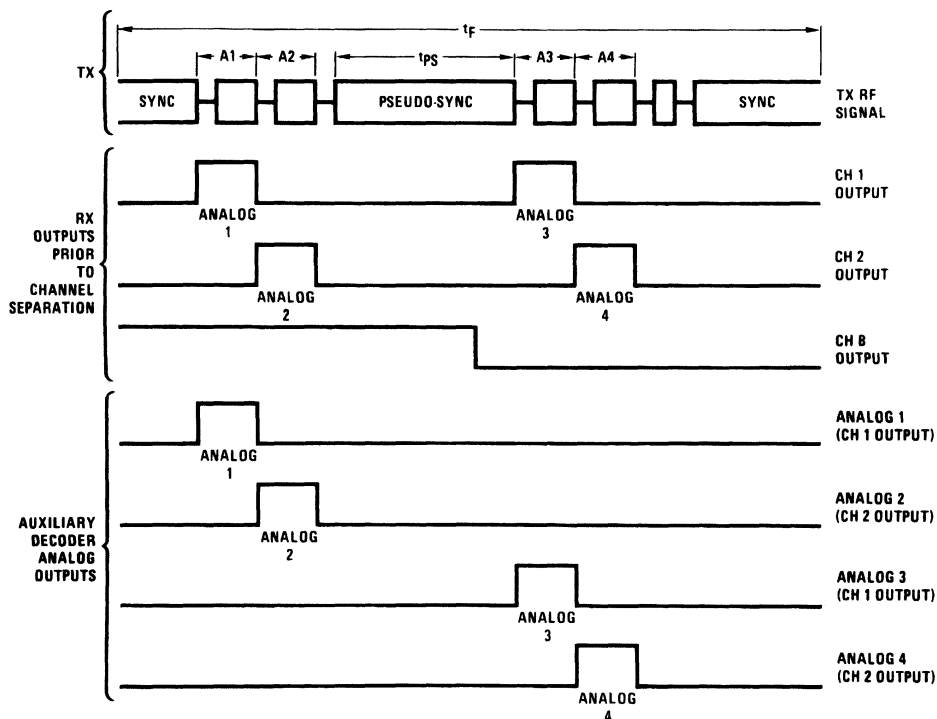 tF
A1
A2
tPS
A3
A4
TX
SYNC
PSEUDO-SYNC
SYNC
TX RF
SIGNAL
CH 1
OUTPUT
ANALOG
1
ANALOG
3
RX
OUTPUTS
PRIOR
TO
CHANNEL
SEPARATION
CH 2
OUTPUT
ANALOG
2
ANALOG
4
CH B
OUTPUT
ANALOG 1
(CH 1 OUTPUT)
ANALOG
1
ANALOG 2
(CH 2 OUTPUT)
ANALOG
2
AUXILIARY
DECODER
ANALOG
OUTPUTS
ANALOG 3
(CH 1 OUTPUT)
ANALOG
3
ANALOG 4
(CH 2 OUTPUT)
ANALOG
4